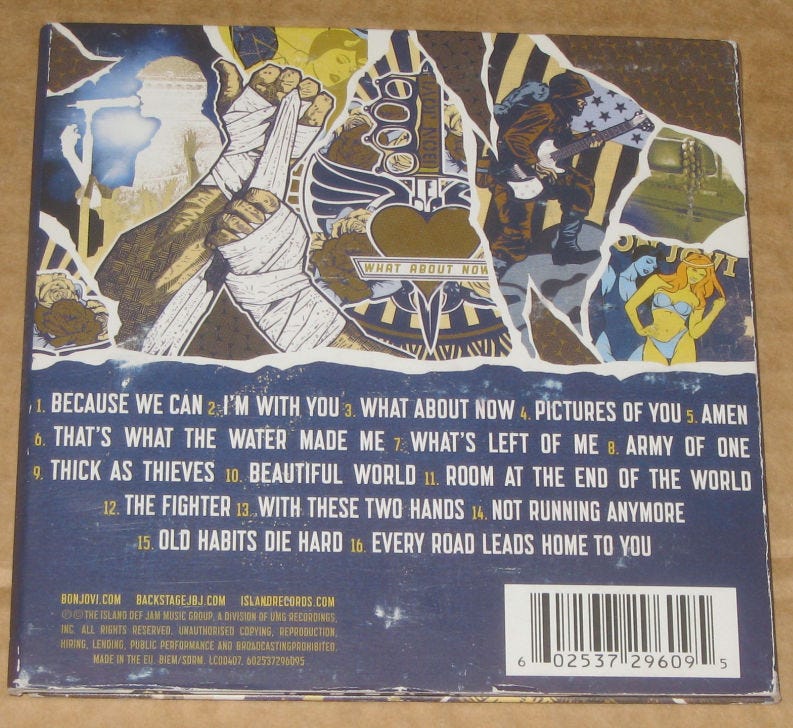 WHAT ABOUT NOW
ON JOVI
1. BECAUSE WE CAN 2. I'M WITH YOU 3. WHAT ABOUT NOW 4. PICTURES OF YOU 5. AMEN
6. THAT'S WHAT THE WATER MADE ME 7. WHAT'S LEFT OF ME 8. ARMY OF ONE
9. THICK AS THIEVES 10. BEAUTIFUL WORLD 11. ROOM AT THE END OF THE WORLD
12. THE FIGHTER 13. WITH THESE TWO HANDS 14. NOT RUNNING ANYMORE
15. OLD HABITS DIE HARD 16. EVERY ROAD LEADS HOME TO YOU
BONJOVI.COM BACKSTAGEJBJ.COM ISLANDRECORDS.COM
℗©THE ISLAND DEF JAM MUSIC GROUP, A DIVISION OF UMG RECORDINGS,
INC. ALL RIGHTS RESERVED. UNAUTHORISED COPYING, REPRODUCTION,
HIRING, LENDING, PUBLIC PERFORMANCE AND BROADCASTINGPROHIBITED.
MADE IN THE EU. BIEM/SDRM. LC00407. 602537296095
6 02537 29609 5